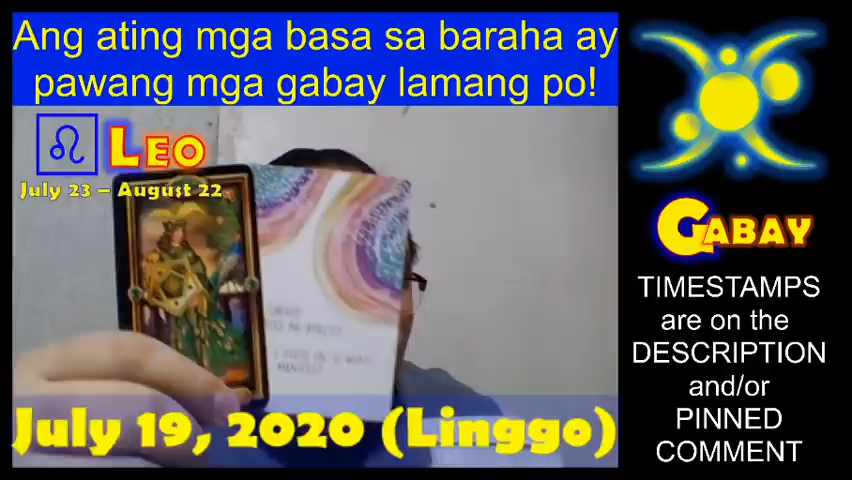 Ang ating mga basa sa baraha ay
pawang mga gabay lamang po!
♌ LEO
July 23 – August 22
July 19, 2020 (Linggo)
GABAY
TIMESTAMPS
are on the
DESCRIPTION
and/or
PINNED
COMMENT